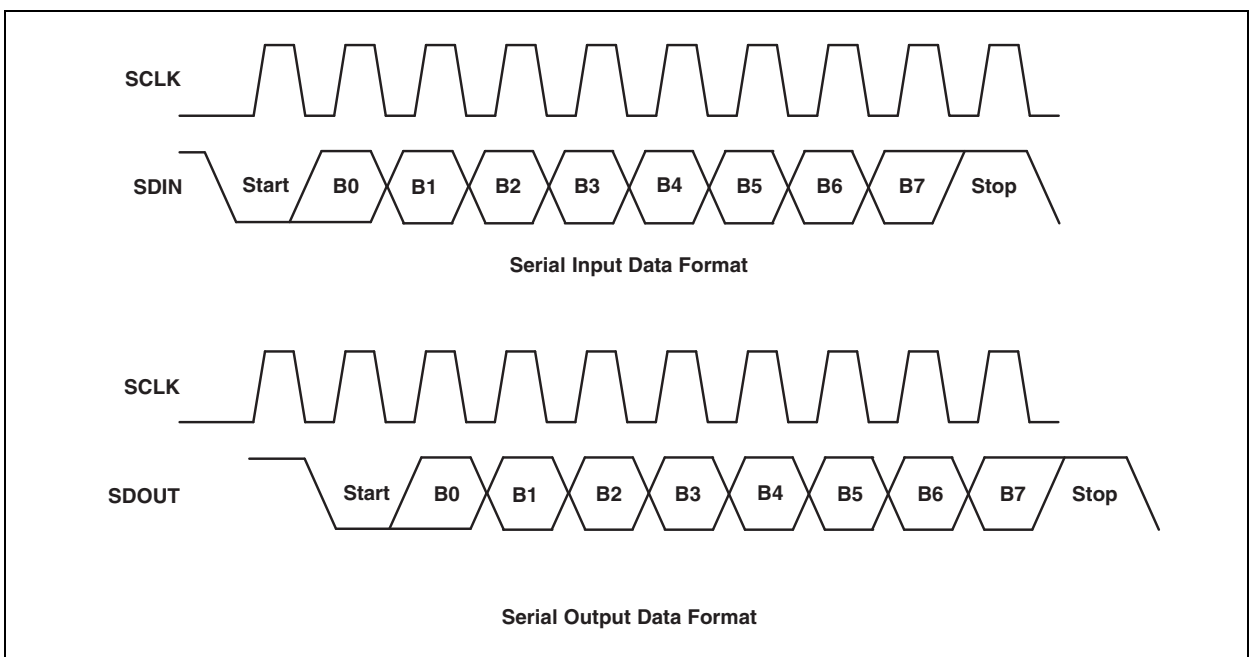 SCLK
SDIN Start B0 B1 B2 B3 B4 B5 B6 B7 Stop
Serial Input Data Format
SCLK
SDOUT Start B0 B1 B2 B3 B4 B5 B6 B7 Stop
Serial Output Data Format